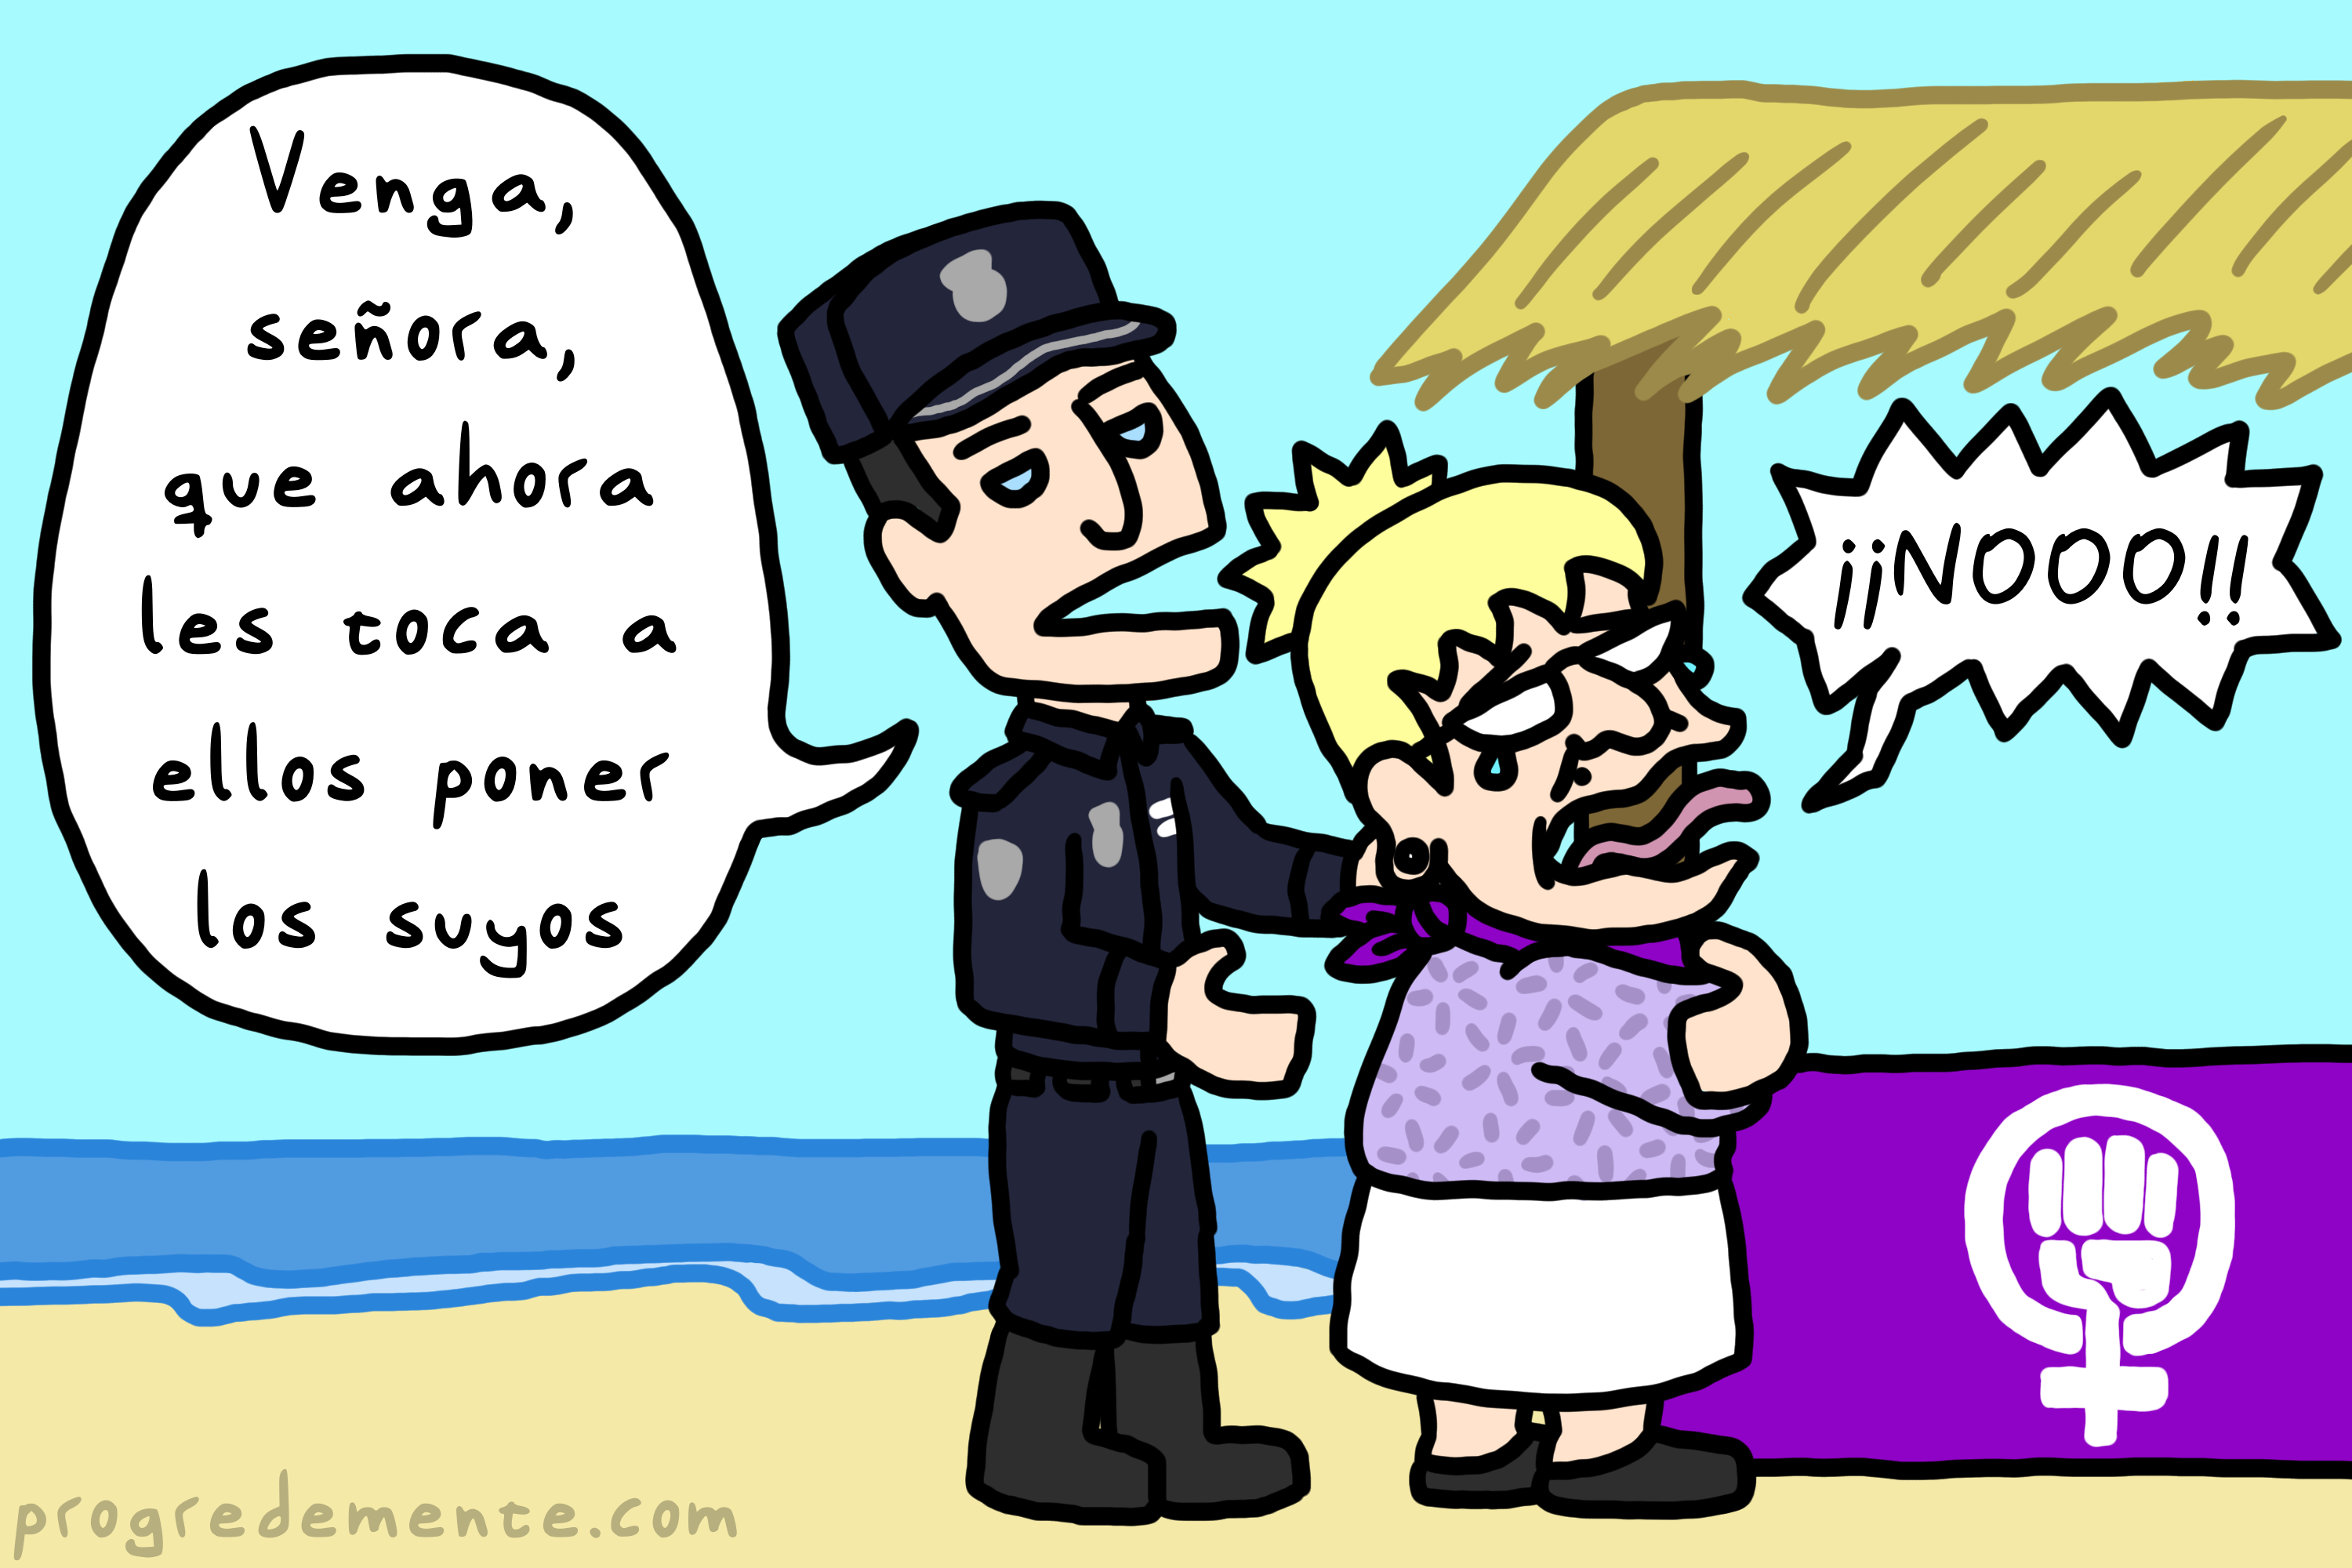 Venga,
señora,
que ahora
les toca a
ellos poner
los suyos
¡¡NOOO!!
progredemente.com